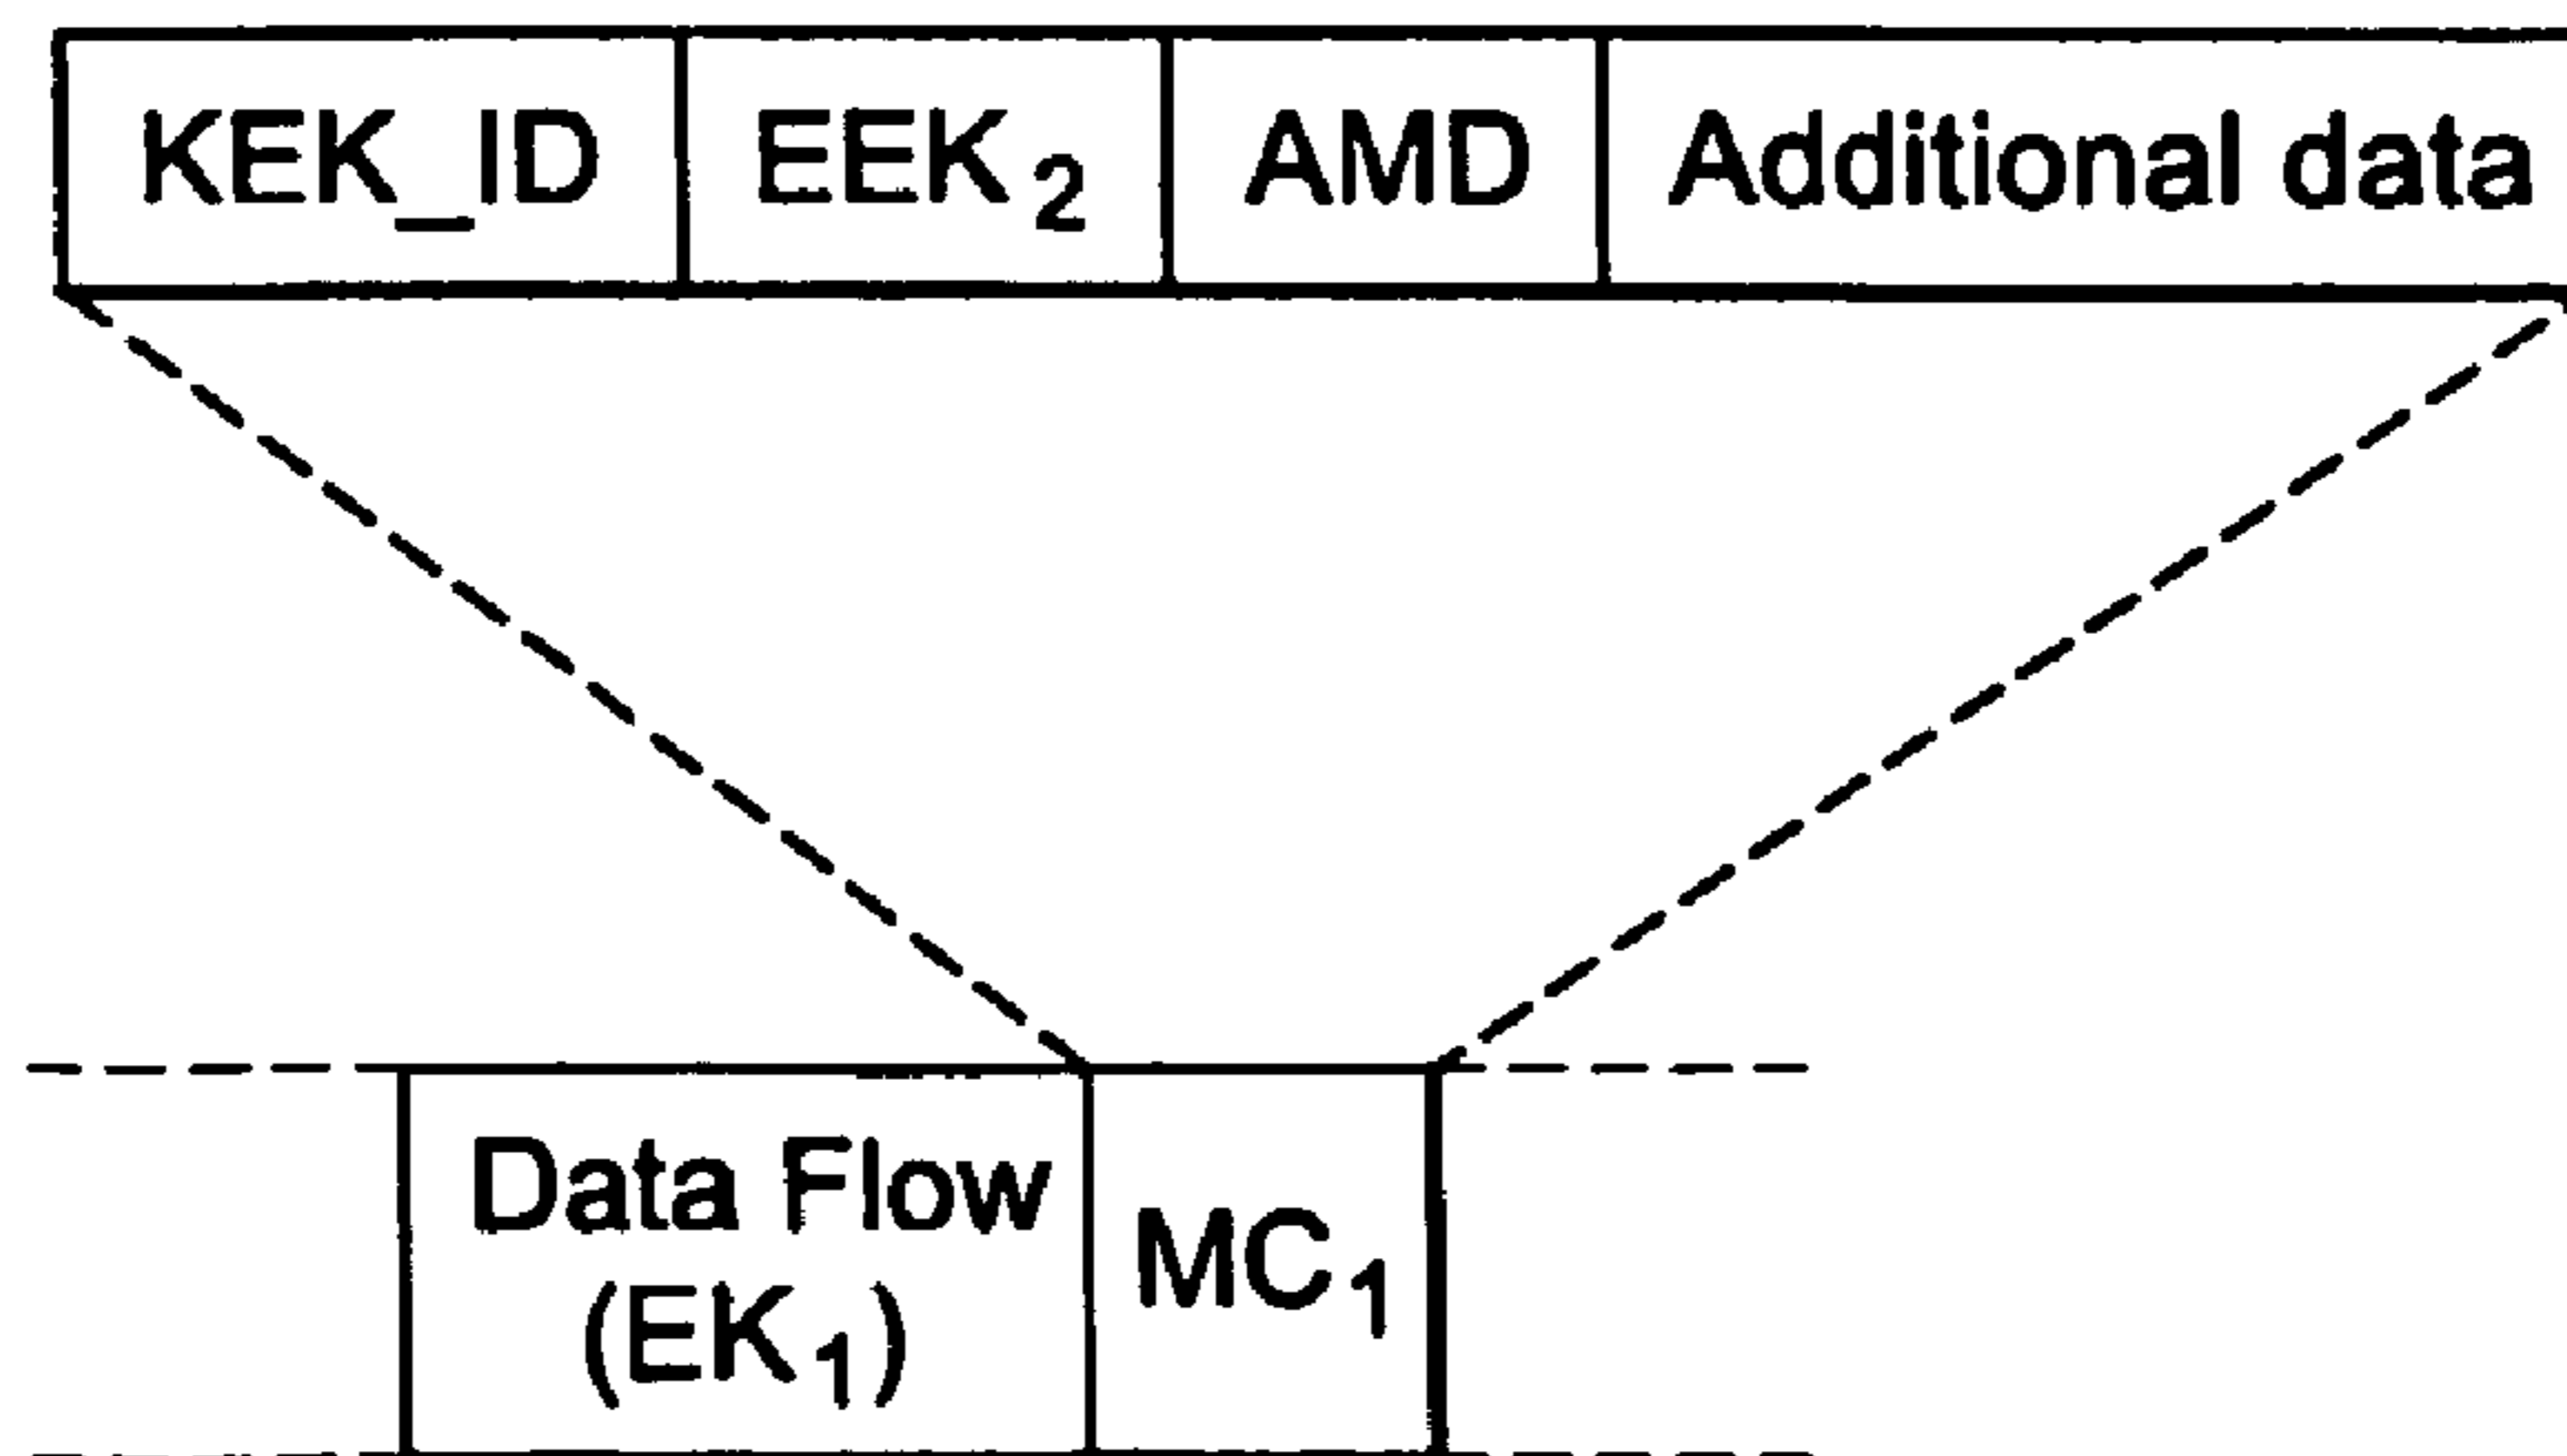 KEK_ID EEK₂ AMD Additional data
Data Flow
(EK₁)
MC₁